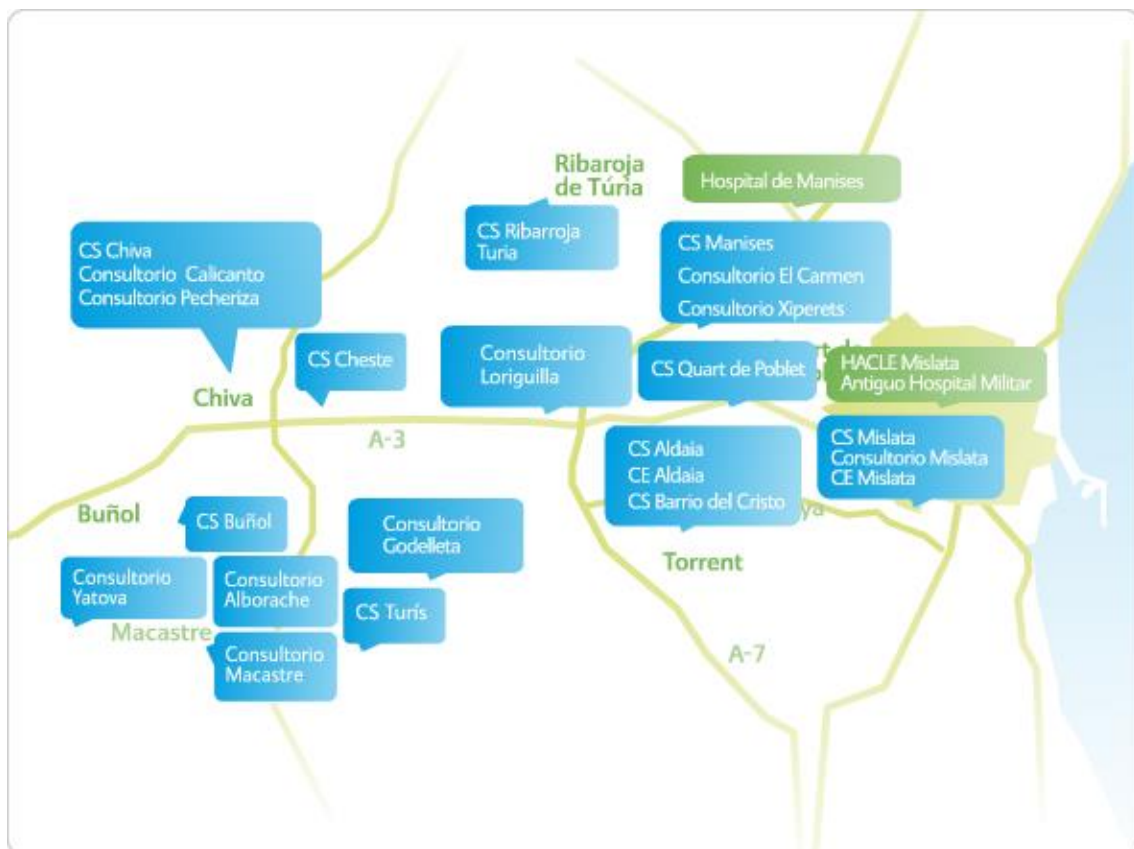 Ribaroja
de Túria
Hospital de Manises
CS Ribarroja
Turia
CS Manises
Consultorio El Carmen
Consultorio Xiperets
CS Chiva
Consultorio Calicanto
Consultorio Pecheriza
CS Cheste
Consultorio
Loriguilla
CS Quart de Poblet
HACLE Mislata
Antiguo Hospital Militar
Chiva
A-3
CS Aldaia
CE Aldaia
CS Barrio del Cristo
CS Mislata
Consultorio Mislata
CE Mislata
Buñol
CS Buñol
Consultorio
Godelleta
Torrent
Consultorio
Yatova
Consultorio
Alborache
CS Turís
Macastre
Consultorio
Macastre
A-7